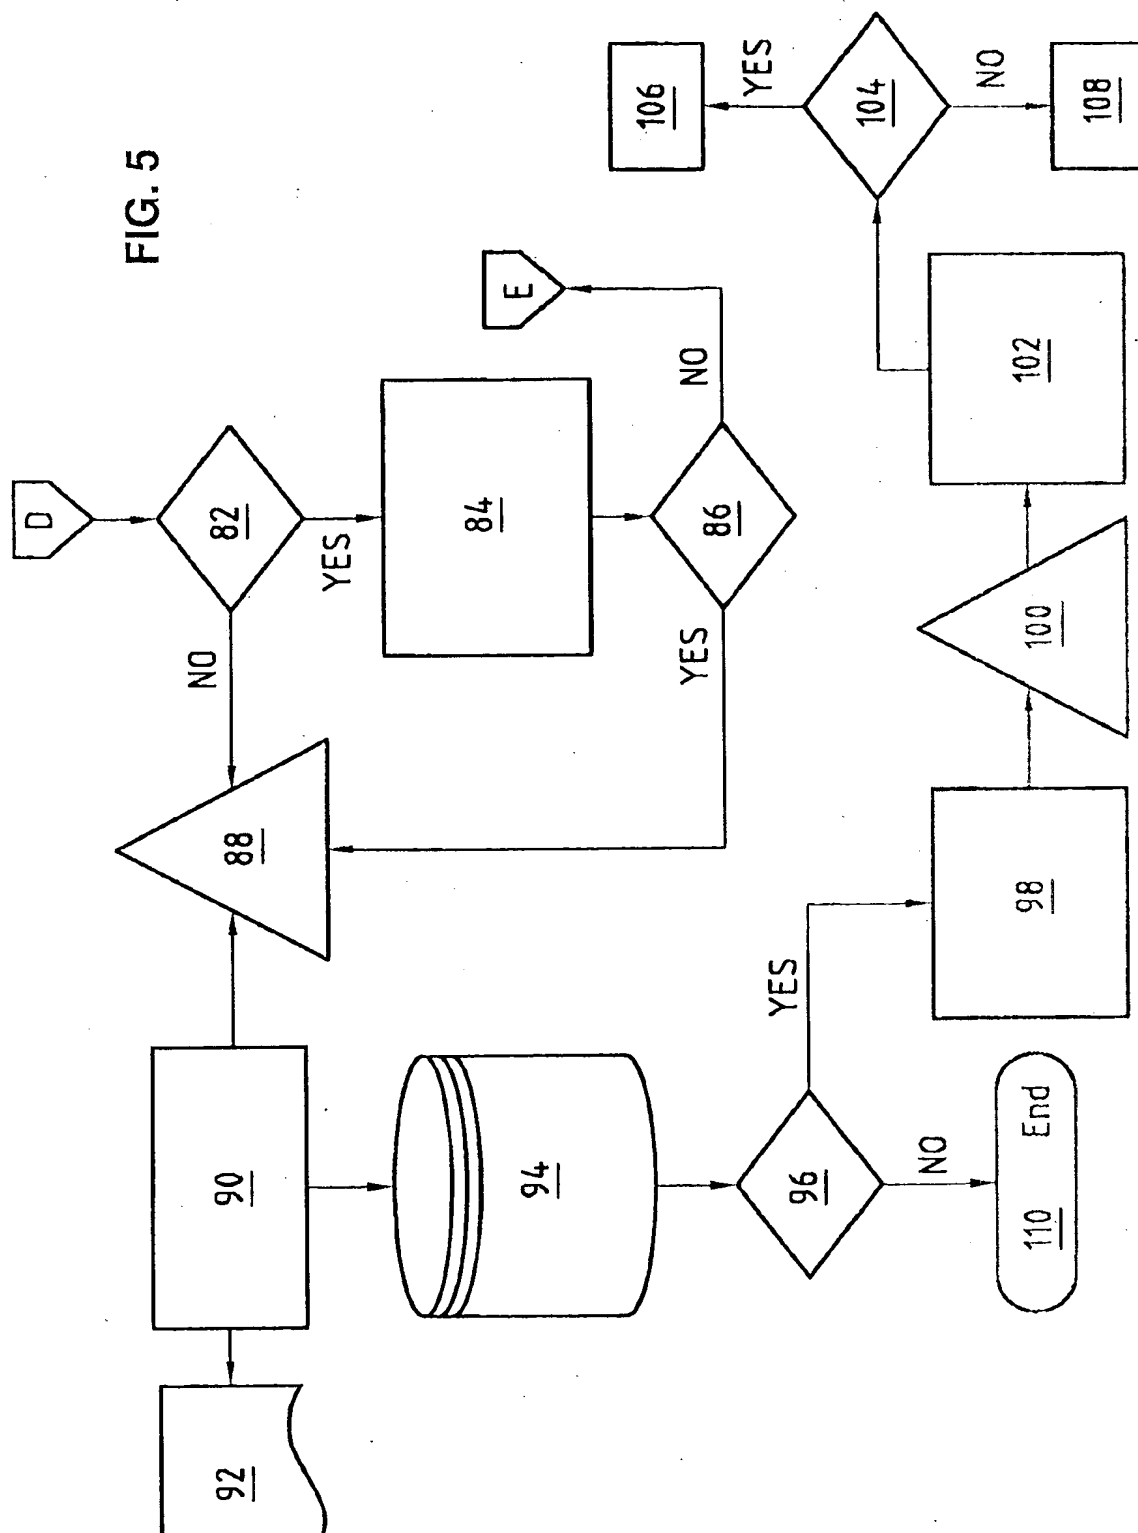 FIG. 5
D
82
NO
YES
84
86
NO
E
YES
88
90
92
94
96
YES
NO
110 End
98
100
102
104
YES
106
NO
108